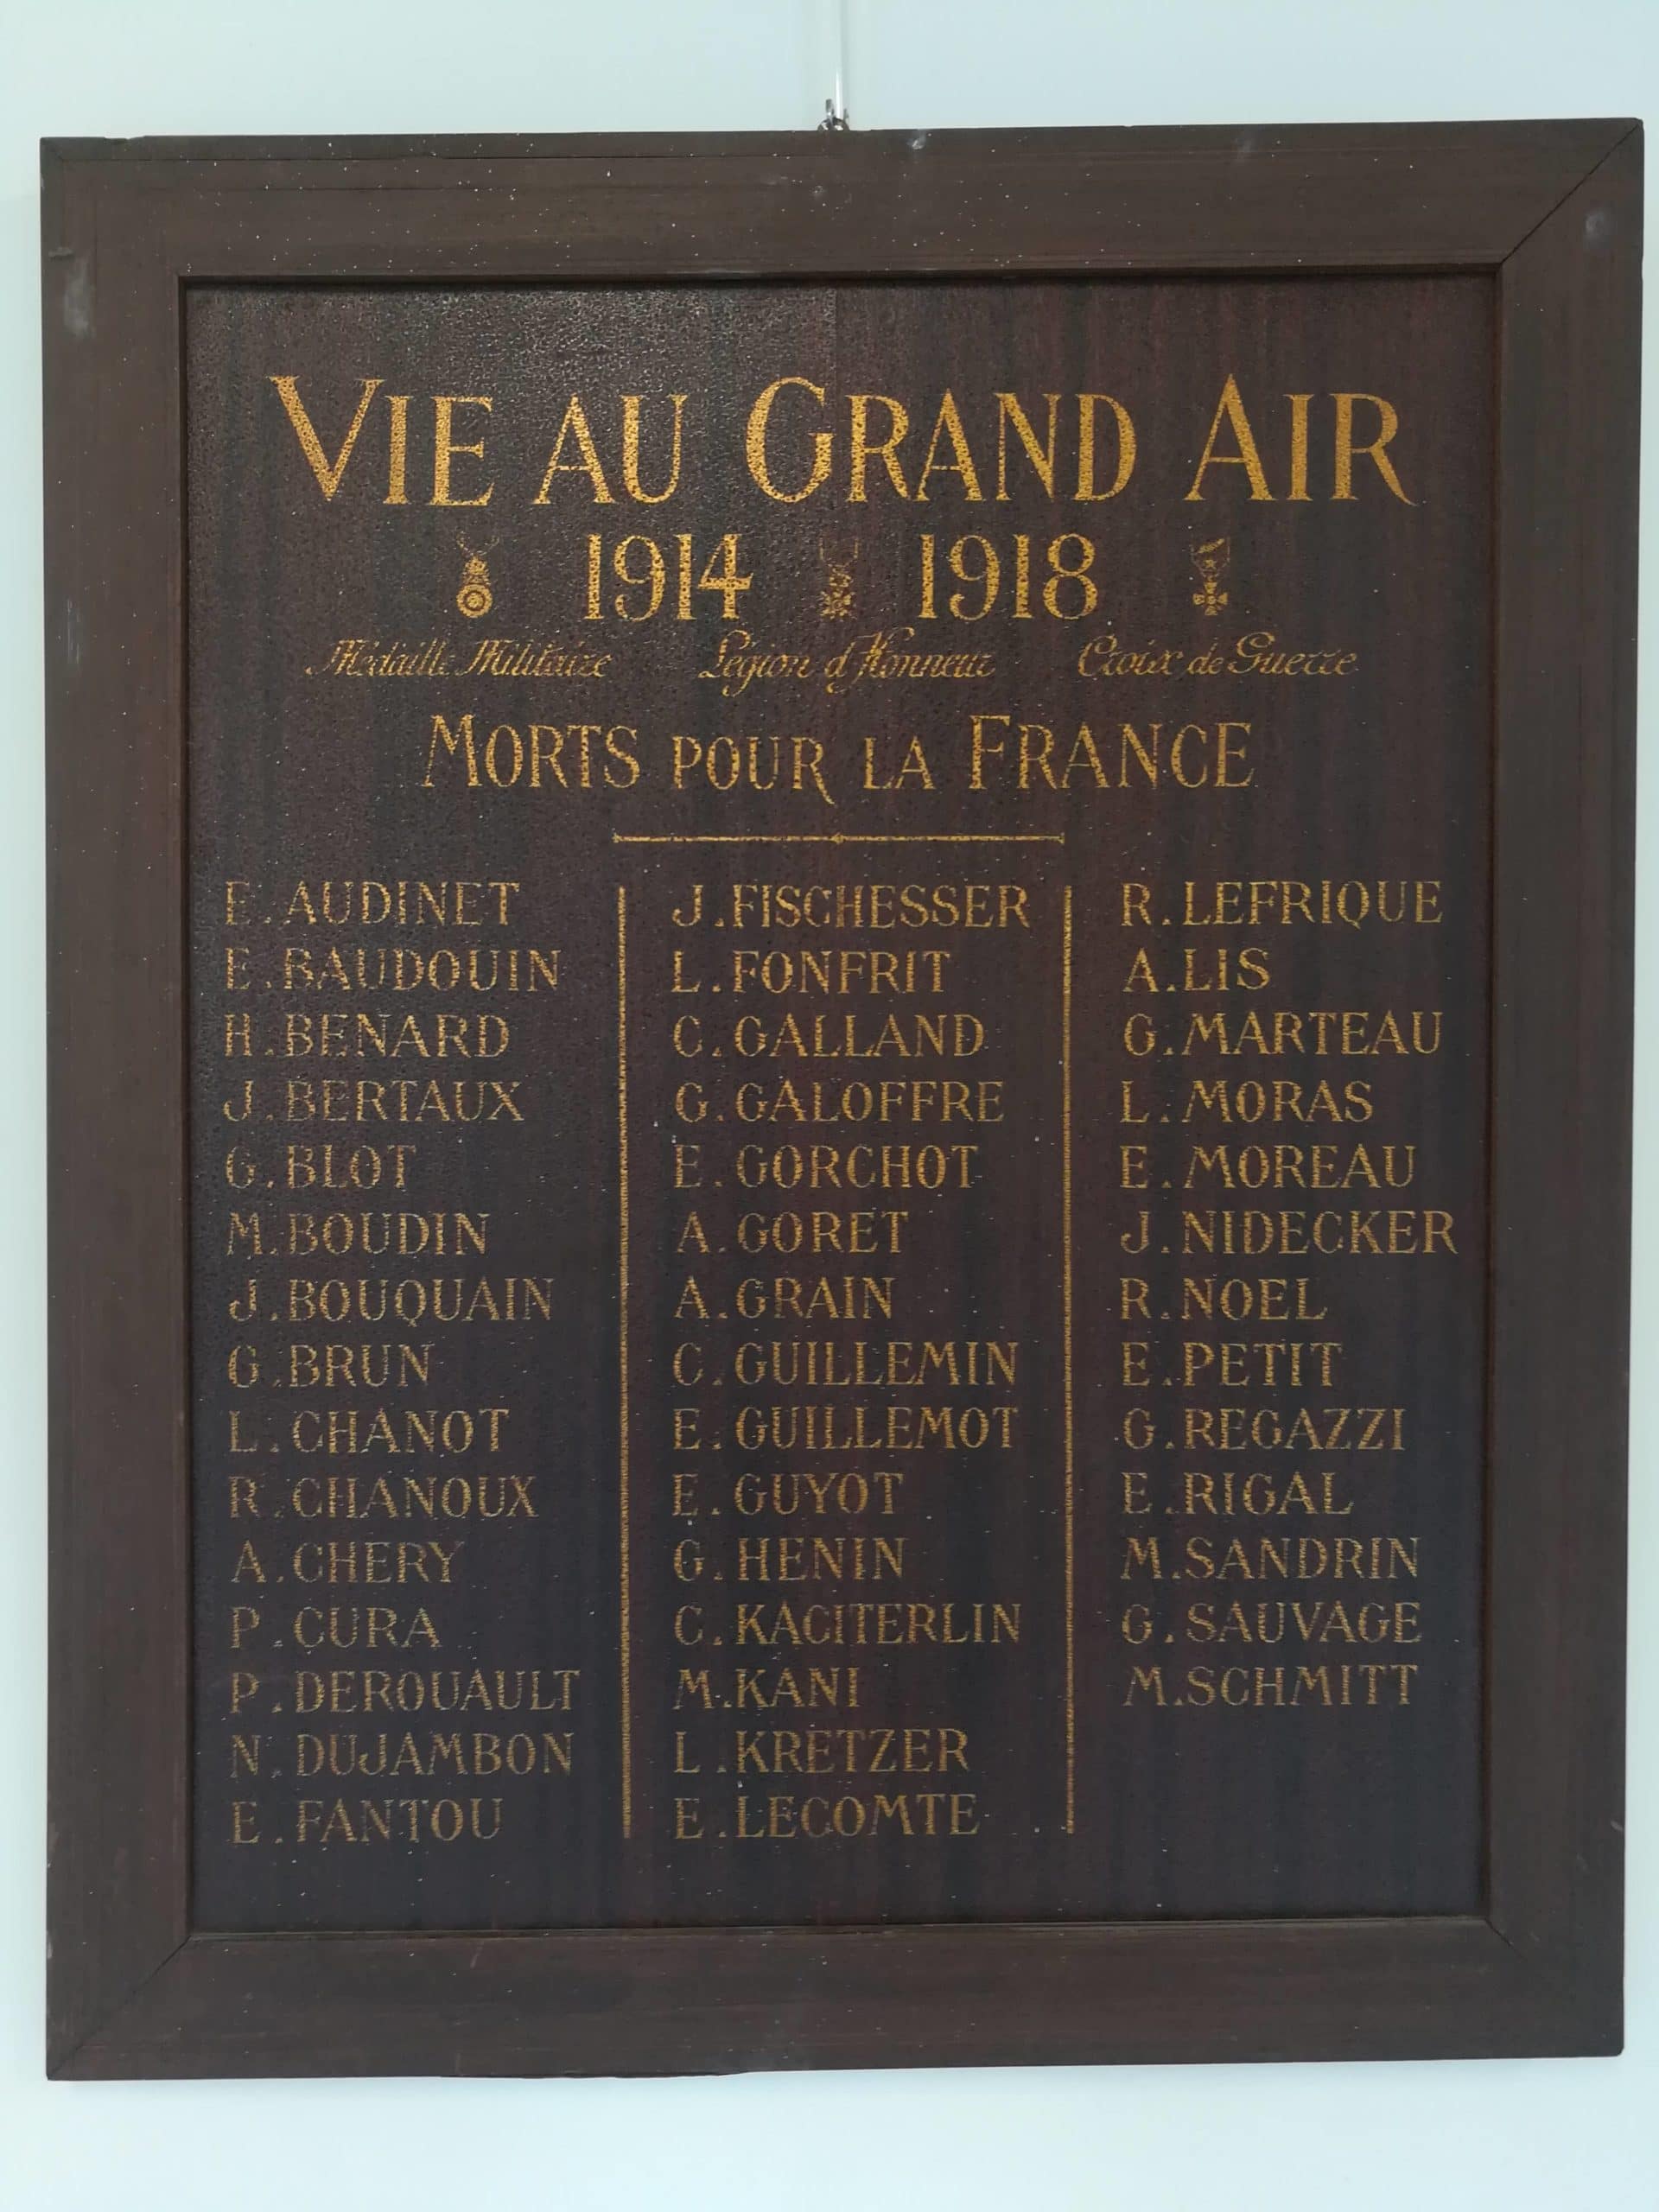 VIE AU GRAND AIR
1914 1918
Médaille Militaire Légion d'Honneur Croix de Guerre
MORTS POUR LA FRANCE
E. AUDINET
E. BAUDOUIN
H. BENARD
J. BERTAUX
G. BLOT
M. BOUDIN
J. BOUQUAIN
G. BRUN
L. CHANOT
R. CHANOUX
A. CHERY
P. CURA
P. DEROUAULT
N. DUJAMBON
E. FANTOU
J. FISCHESSER
L. FONFRIT
C. GALLAND
G. GALOFFRE
E. GORCHOT
A. GORET
A. GRAIN
C. GUILLEMIN
E. GUILLEMOT
E. GUYOT
G. HENIN
C. KACITERLIN
M. KANI
L. KRETZER
E. LECOMTE
R. LEFRIQUE
A. LIS
G. MARTEAU
L. MORAS
E. MOREAU
J. NIDECKER
R. NOEL
E. PETIT
G. REGAZZI
E. RIGAL
M. SANDRIN
G. SAUVAGE
M. SCHMITT